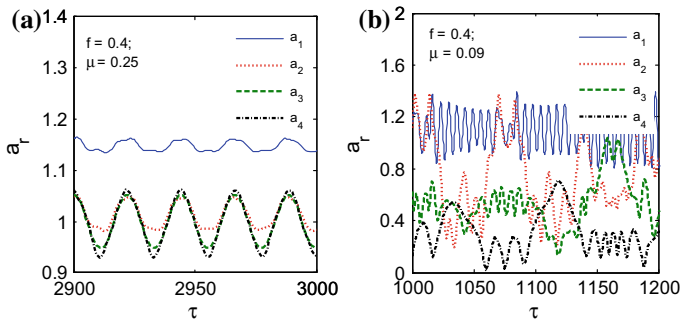 (a)
1.4
1.3
1.2
1.1
1
0.9
a_r
f = 0.4;
μ = 0.25
a_1
a_2
a_3
a_4
2900
2950
3000
τ
(b)
2
1.6
1.2
0.8
0.4
0
a_r
f = 0.4;
μ = 0.09
a_1
a_2
a_3
a_4
1000
1050
1100
1150
1200
τ